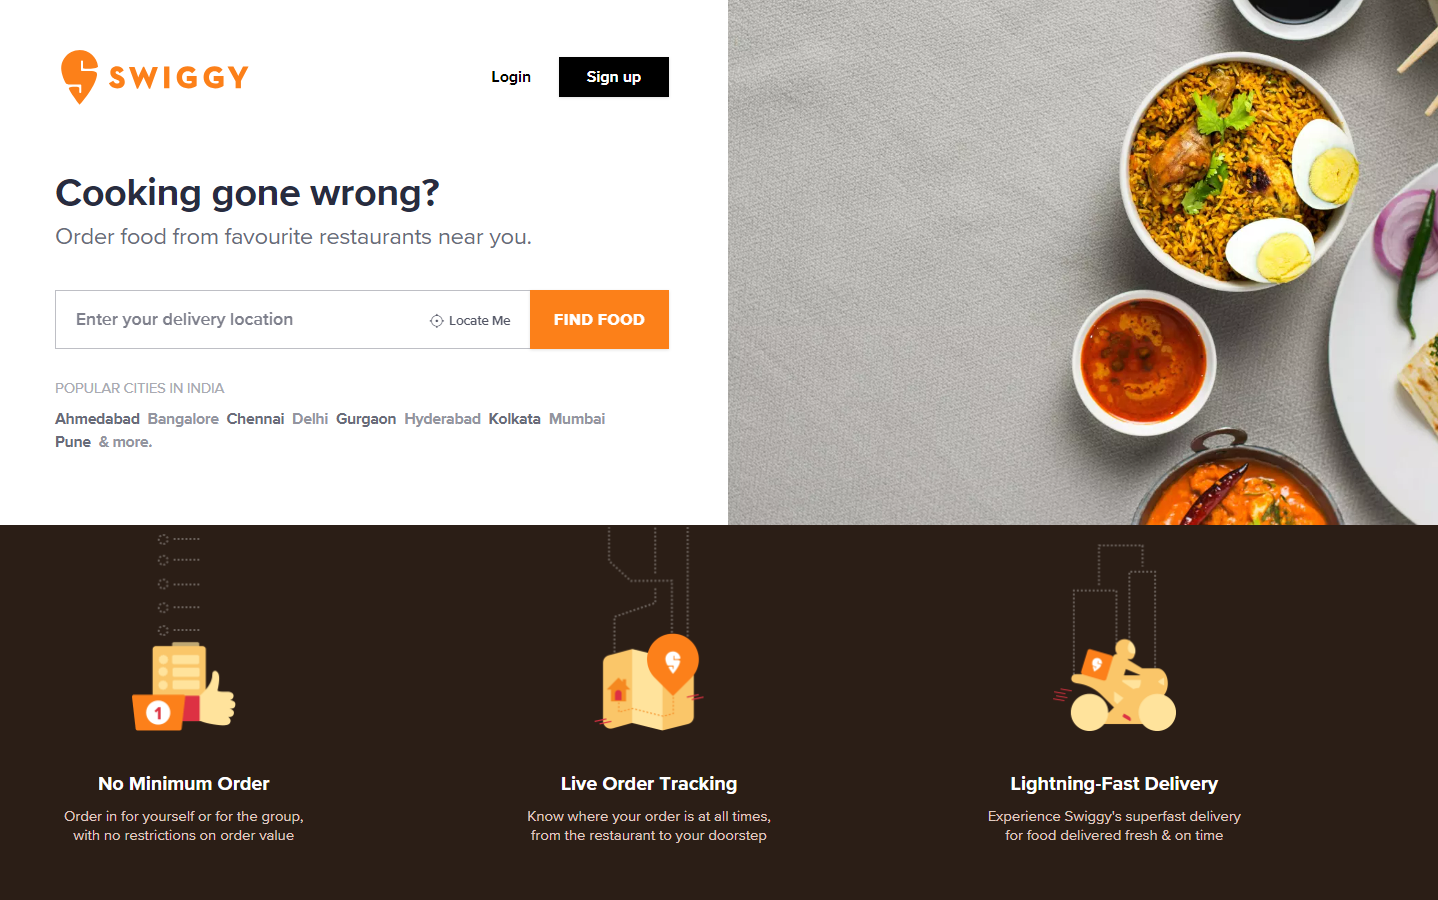 SWIGGY
Login
Sign up
Cooking gone wrong?
Order food from favourite restaurants near you.
Enter your delivery location
Locate Me
FIND FOOD
POPULAR CITIES IN INDIA
Ahmedabad Bangalore Chennai Delhi Gurgaon Hyderabad Kolkata Mumbai
Pune & more.
1
No Minimum Order
Order in for yourself or for the group,
with no restrictions on order value
Live Order Tracking
Know where your order is at all times,
from the restaurant to your doorstep
Lightning-Fast Delivery
Experience Swiggy's superfast delivery
for food delivered fresh & on time